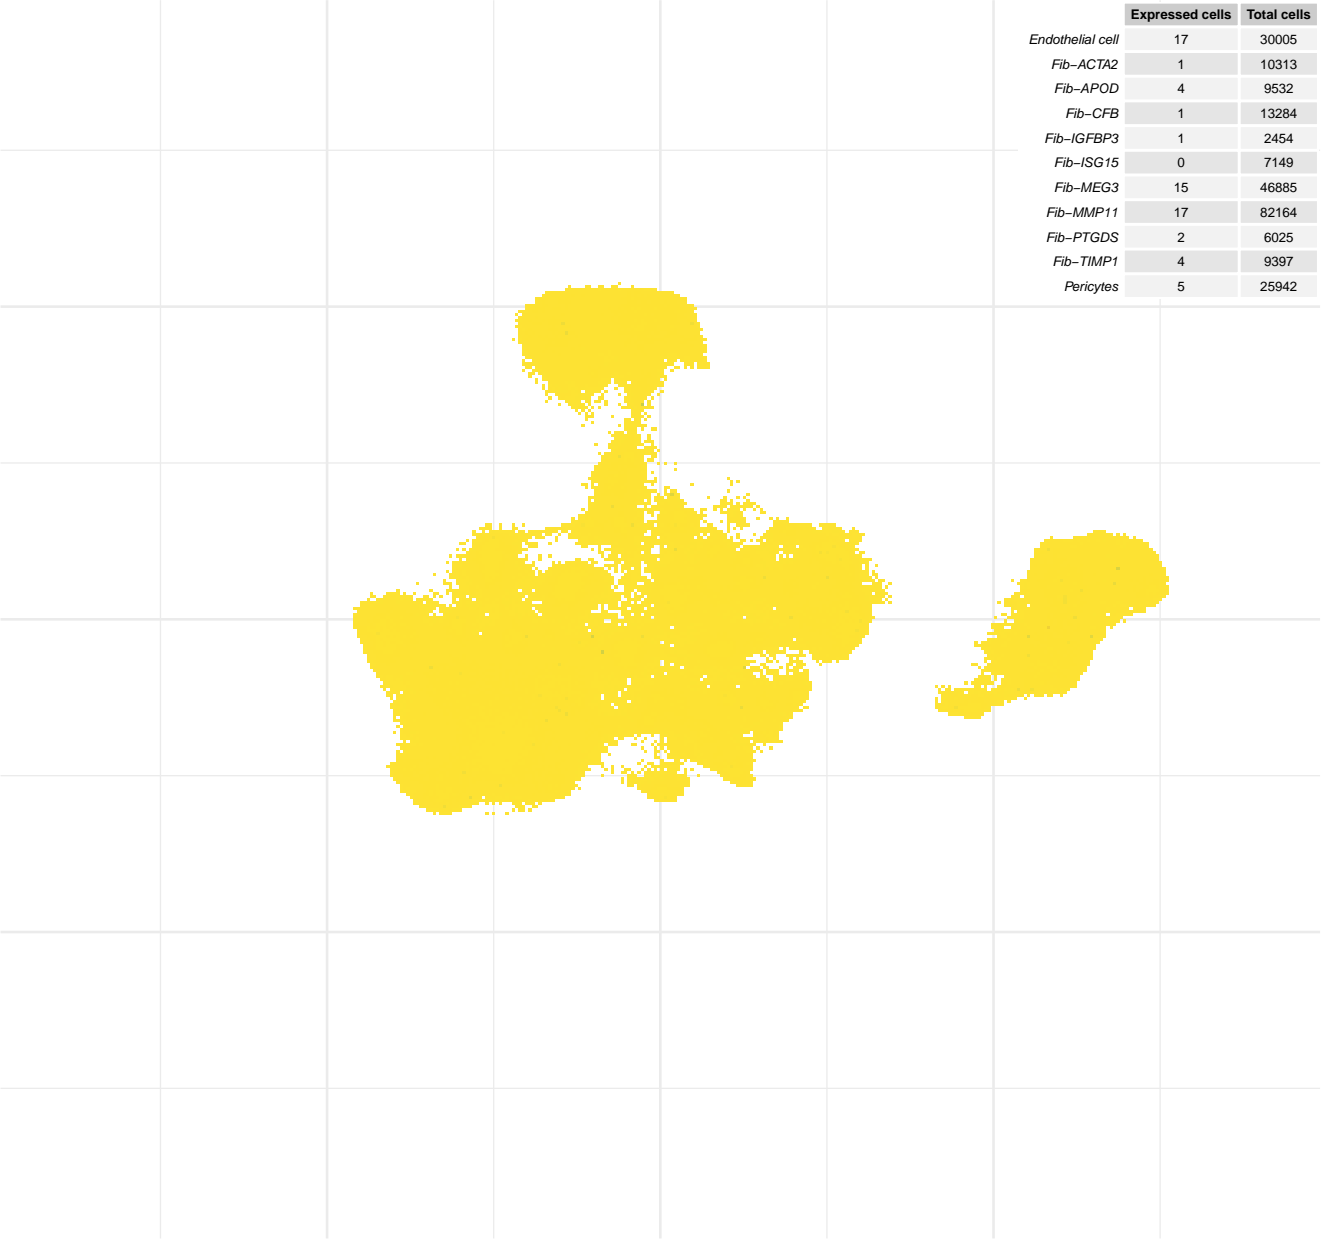 Expressed cells Total cells
Endothelial cell 17 30005
Fib−ACTA2 1 10313
Fib−APOD 4 9532
Fib−CFB 1 13284
Fib−IGFBP3 1 2454
Fib−ISG15 0 7149
Fib−MEG3 15 46885
Fib−MMP11 17 82164
Fib−PTGDS 2 6025
Fib−TIMP1 4 9397
Pericytes 5 25942